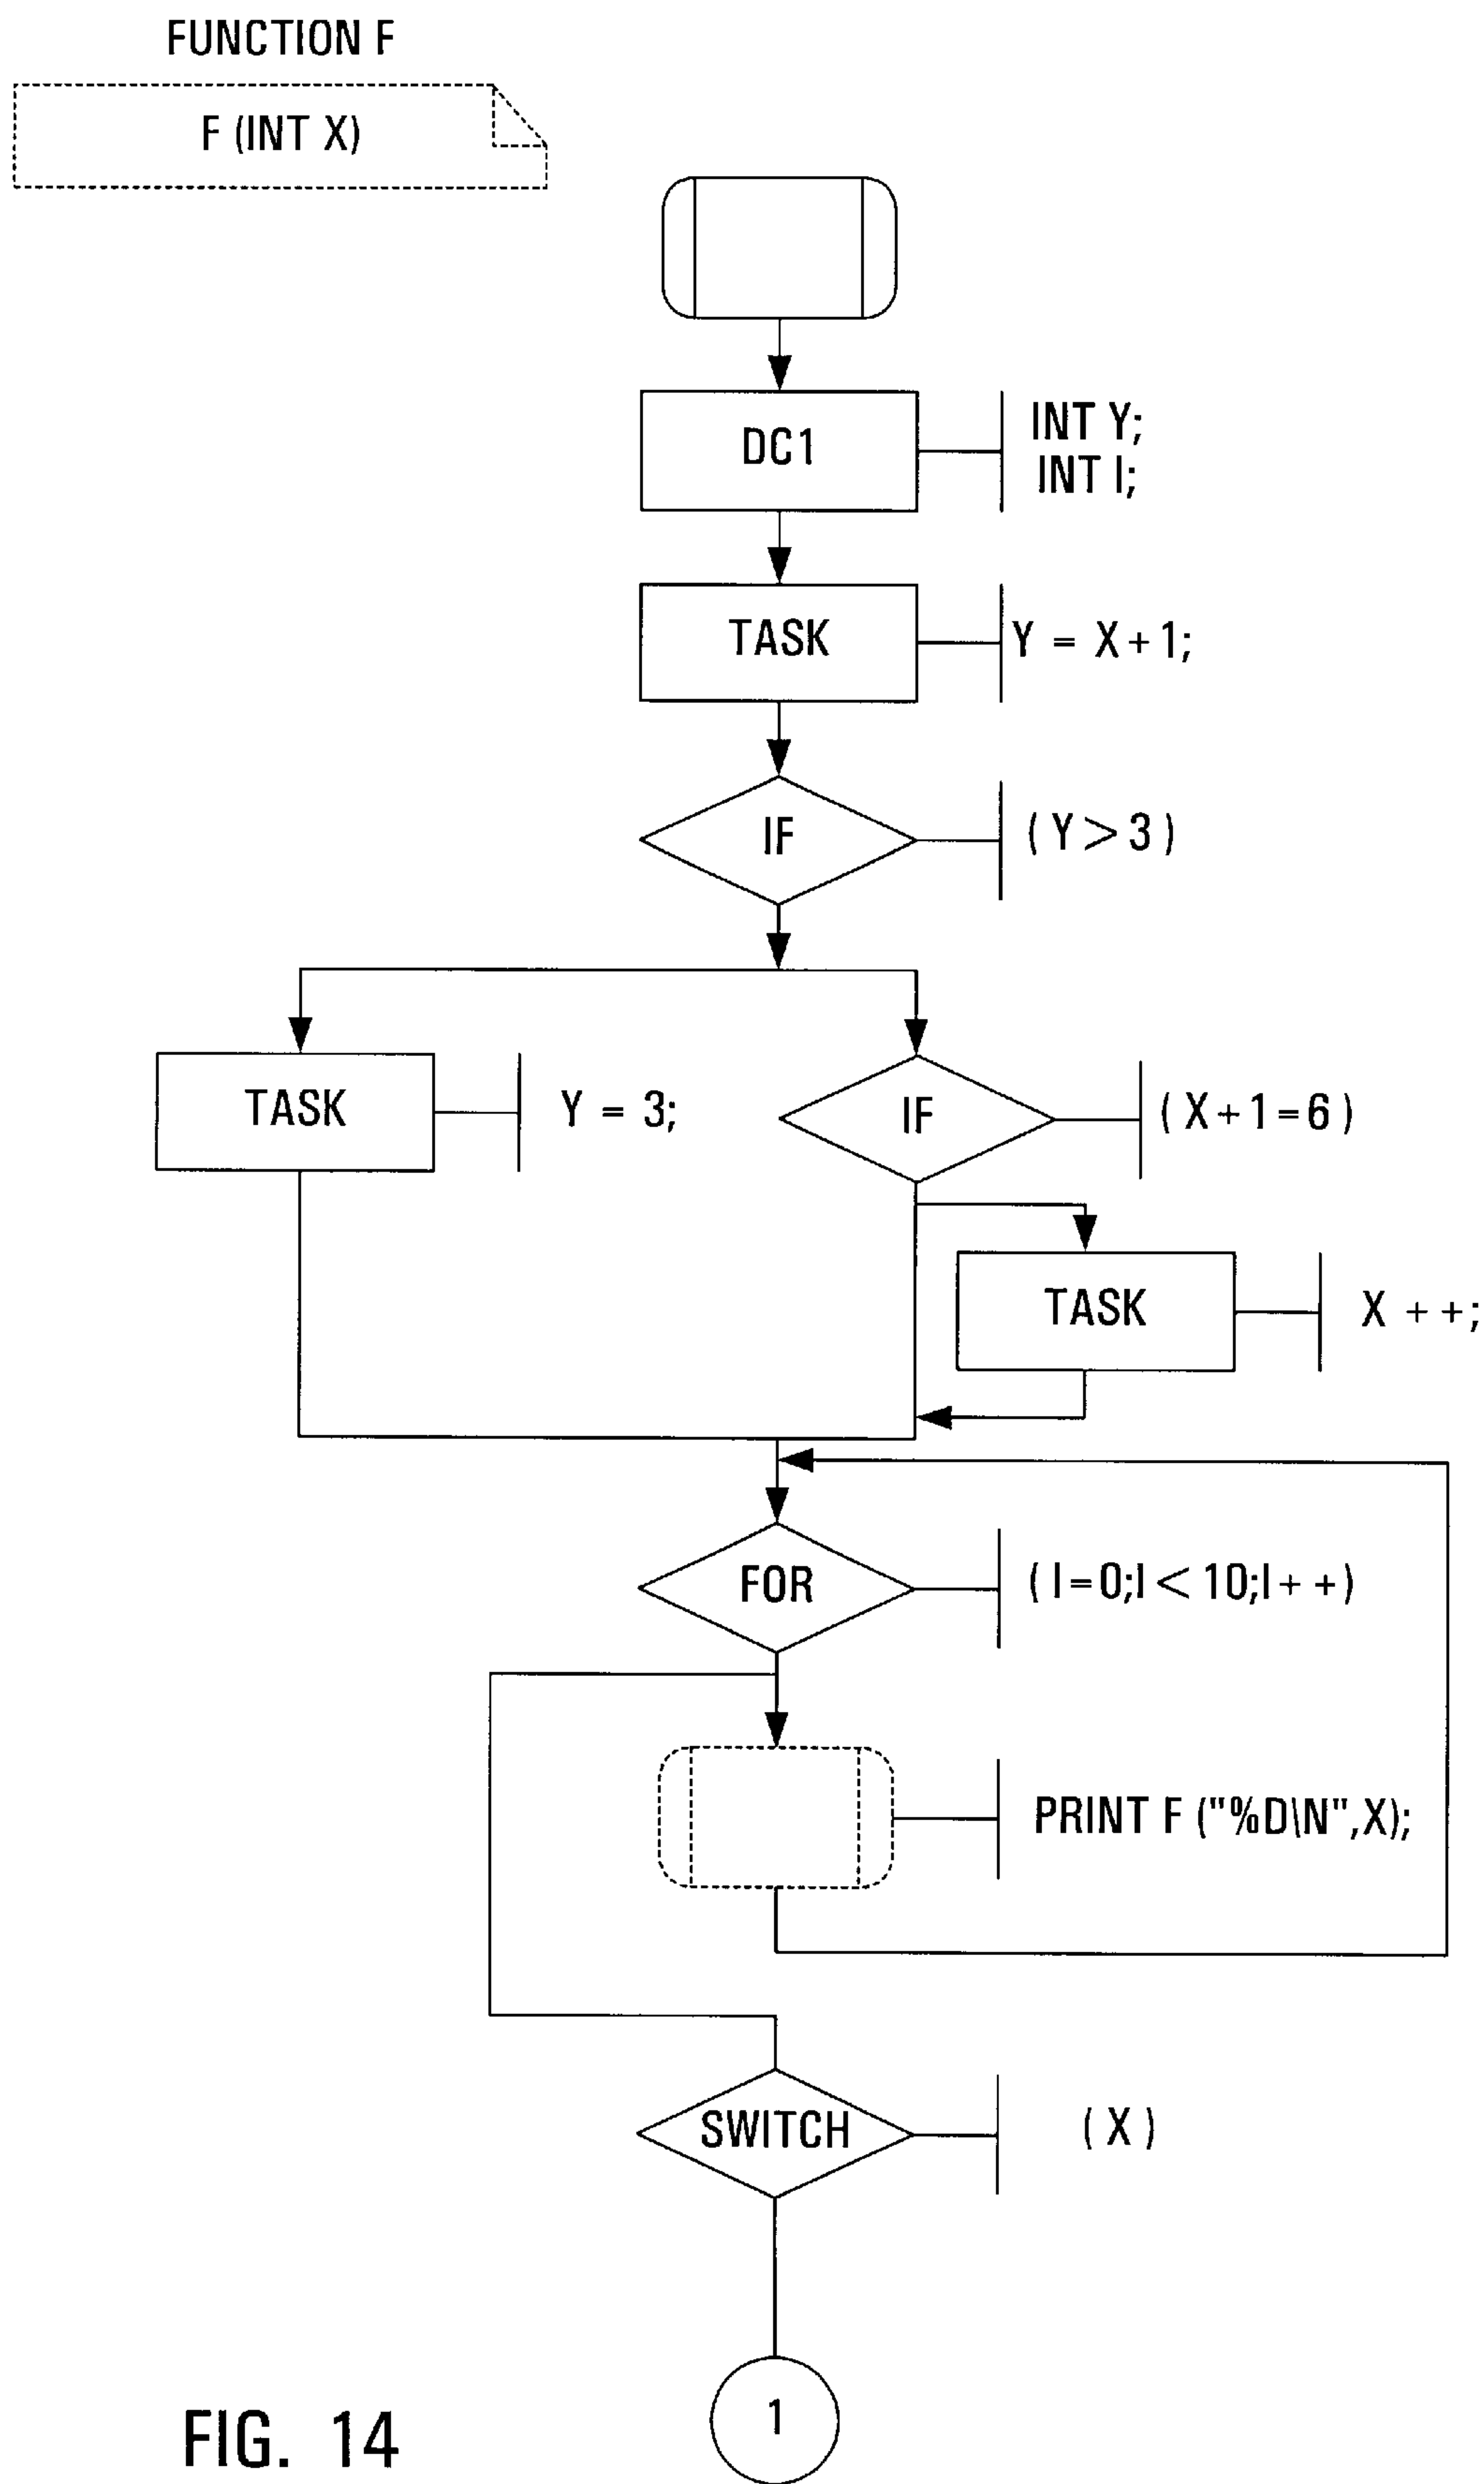 FUNCTION F
F (INT X)
DC1
INT Y;
INT I;
TASK
Y = X+1;
IF
( Y > 3 )
TASK
Y = 3;
IF
( X+1=6 )
TASK
X ++;
FOR
( I=0;I < 10;I++ )
PRINT F ("%D\N",X);
SWITCH
( X )
1
FIG. 14